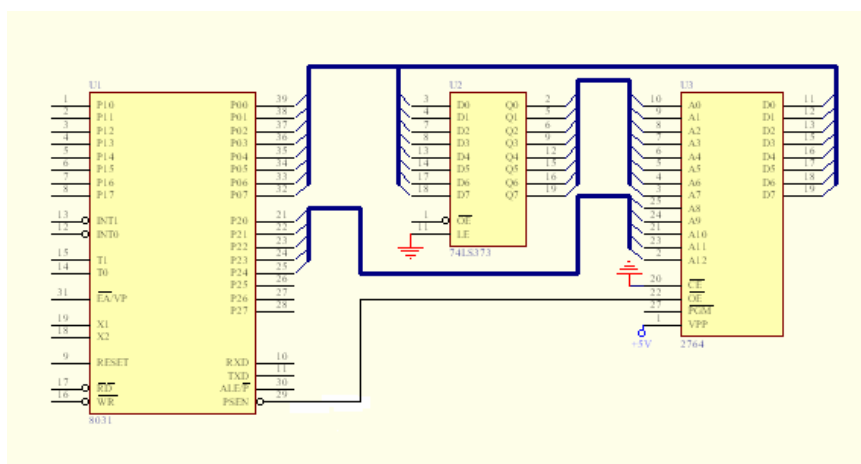 U1
1 P10 P00 39
2 P11 P01 38
3 P12 P02 37
4 P13 P03 36
5 P14 P04 35
6 P15 P05 34
7 P16 P06 33
8 P17 P07 32
13 INT1 P20 21
12 INT0 P21 22
P22 23
15 T1 P23 24
14 T0 P24 25
P25 26
31 EA/VP P26 27
P27 28
19 X1
18 X2
9 RESET RXD 10
TXD 11
17 RD ALE/P 30
16 WR PSEN 29
8031
U2
3 D0 Q0 2
4 D1 Q1 5
7 D2 Q2 6
8 D3 Q3 9
13 D4 Q4 12
14 D5 Q5 15
17 D6 Q6 16
18 D7 Q7 19
1 OE
11 LE
74LS373
U3
10 A0 D0 11
9 A1 D1 12
8 A2 D2 13
7 A3 D3 15
6 A4 D4 16
5 A5 D5 17
4 A6 D6 18
3 A7 D7 19
25 A8
24 A9
21 A10
23 A11
2 A12
20 CE
22 OE
27 PGM
1 VPP
+5V
2764